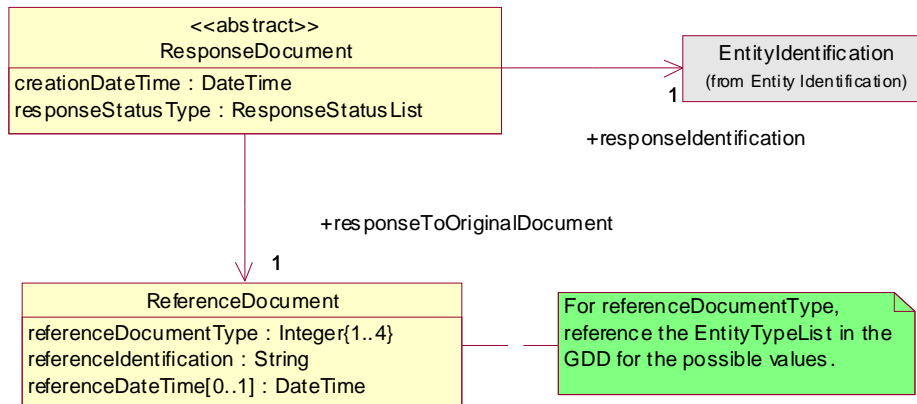 <<abstract>>
ResponseDocument
creationDateTime : DateTime
responseStatusType : ResponseStatusList
EntityIdentification
(from Entity Identification)
1
+responseIdentification
+responseToOriginalDocument
1
ReferenceDocument
referenceDocumentType : Integer{1..4}
referenceIdentification : String
referenceDateTime[0..1] : DateTime
For referenceDocumentType,
reference the EntityTypeList in the
GDD for the possible values.